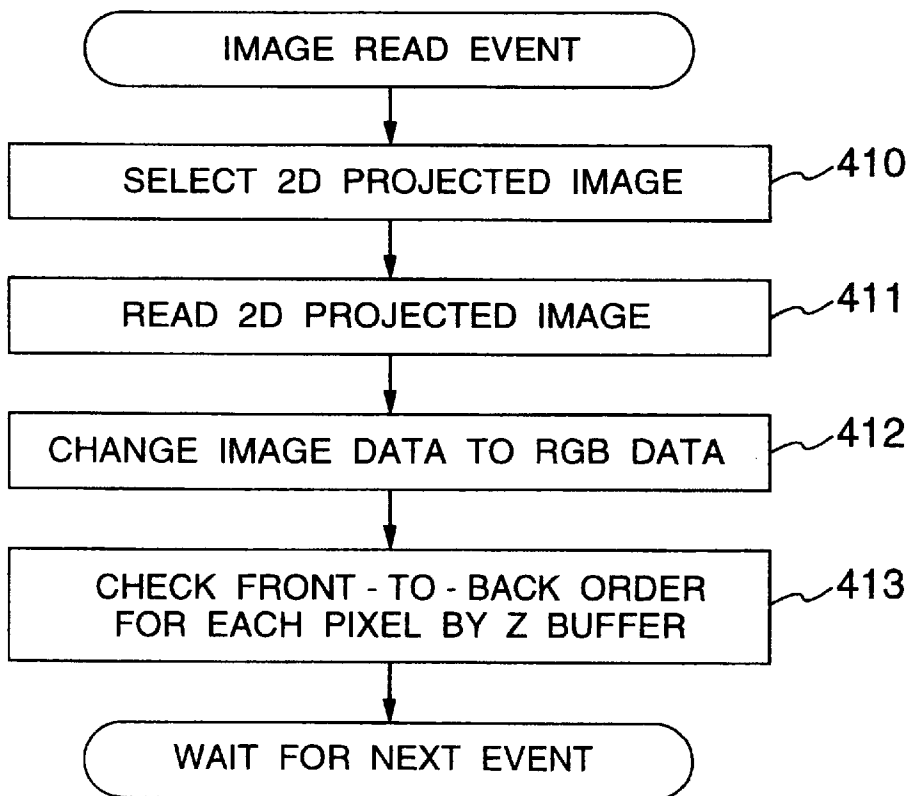 IMAGE READ EVENT
SELECT 2D PROJECTED IMAGE
410
READ 2D PROJECTED IMAGE
411
CHANGE IMAGE DATA TO RGB DATA
412
CHECK FRONT - TO - BACK ORDER
FOR EACH PIXEL BY Z BUFFER
413
WAIT FOR NEXT EVENT